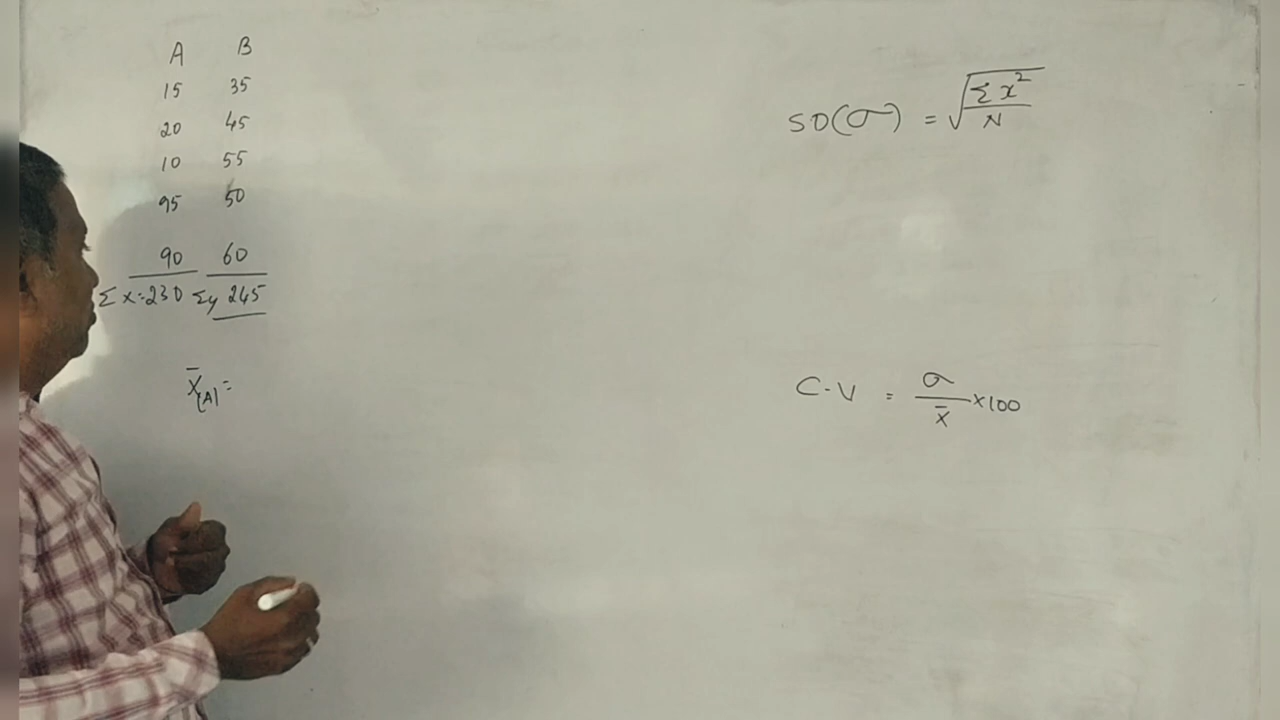 A B
15 35
20 45
10 55
95 50
90 60
Σx=230 Σy 245
x̄(A)=
SD(σ) = √Σx²/N
C.V = σ/x̄ ×100